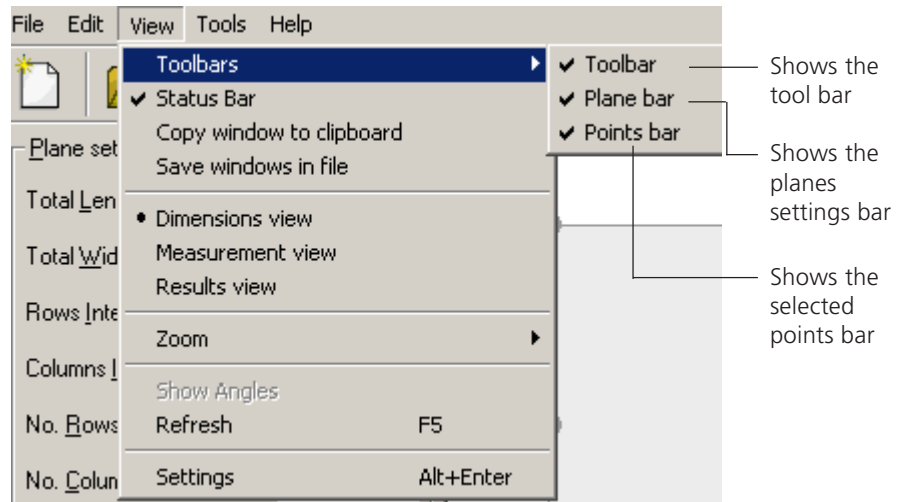 File Edit View Tools Help
Toolbars
Status Bar
Copy window to clipboard
Save windows in file
Dimensions view
Measurement view
Results view
Zoom
Show Angles
Refresh F5
Settings Alt+Enter
Toolbar
Plane bar
Points bar
Shows the
tool bar
Shows the
planes
settings bar
Shows the
selected
points bar
Plane set
Total Len
Total Wid
Rows Inte
Columns I
No. Rows
No. Colun